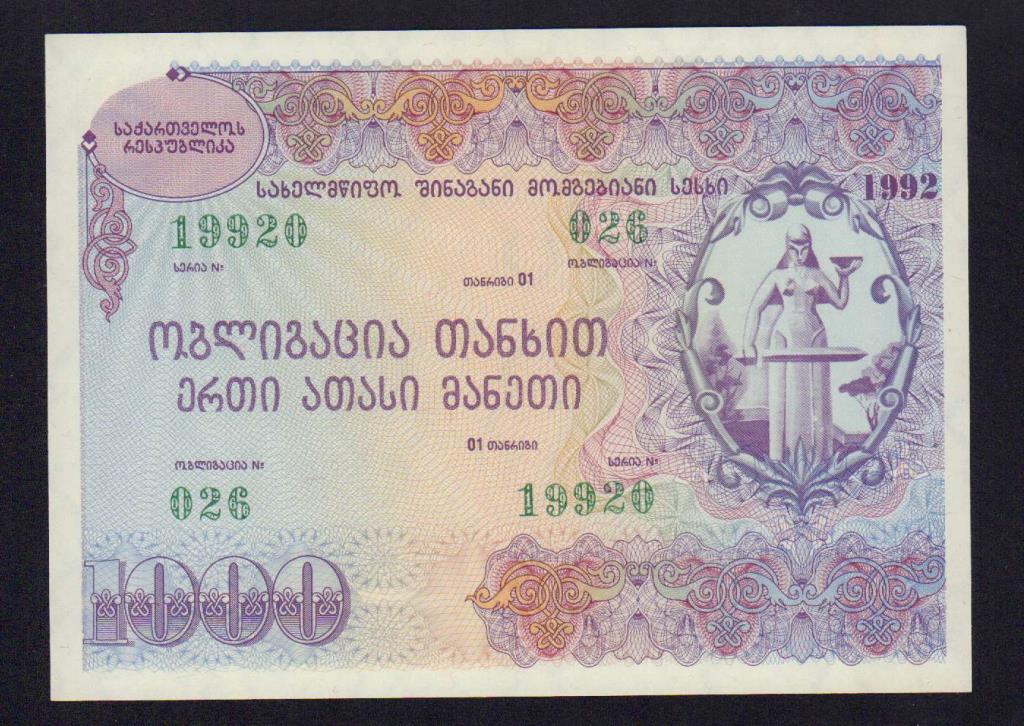 საქართველოს
რესპუბლიკა
სახელმწიფო შინაგანი მომგებიანი სესხი
1992
19920
026
სერია №
ობლიგაცია №
თანრიგი 01
ობლიგაცია თანხით
ერთი ათასი მანეთი
01 თანრიგი
ობლიგაცია №
სერია №
026
19920
1000